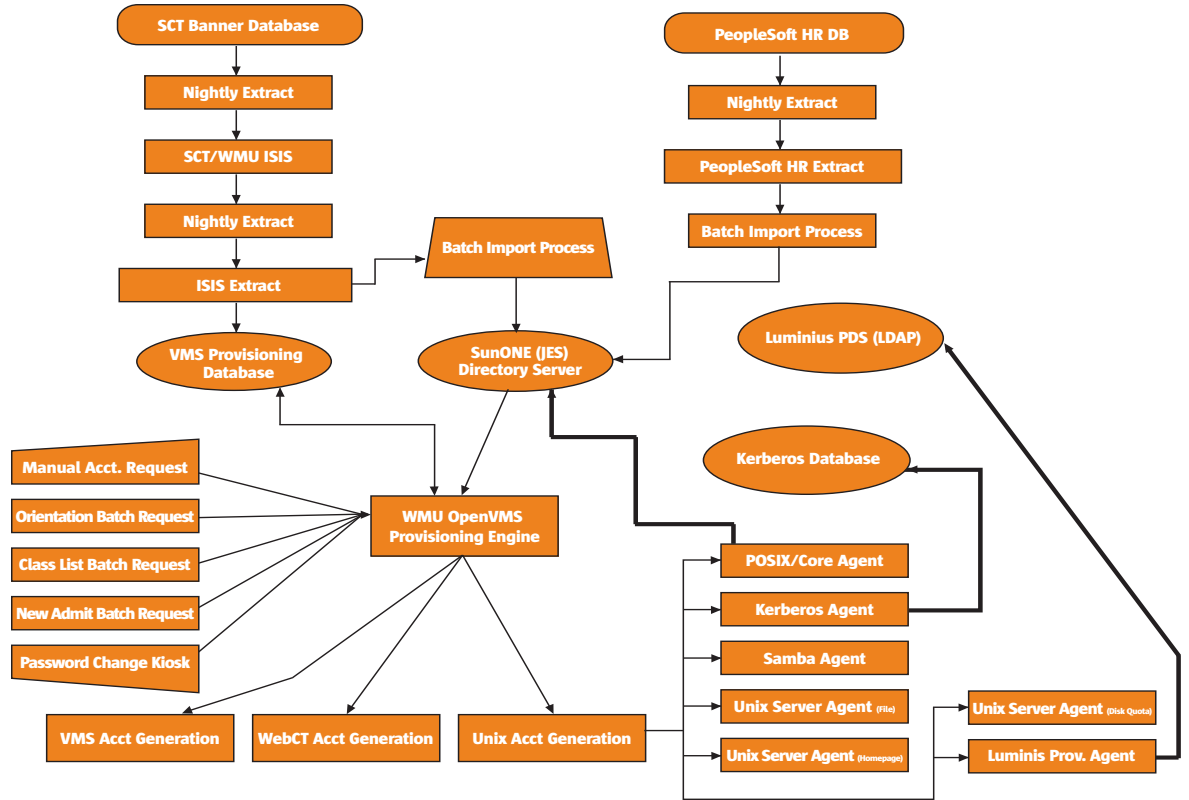 SCT Banner Database
PeopleSoft HR DB
Nightly Extract
Nightly Extract
SCT/WMU ISIS
PeopleSoft HR Extract
Nightly Extract
Batch Import Process
Batch Import Process
ISIS Extract
VMS Provisioning
Database
SunONE (JES)
Directory Server
Luminius PDS (LDAP)
Kerberos Database
Manual Acct. Request
Orientation Batch Request
Class List Batch Request
New Admit Batch Request
Password Change Kiosk
WMU OpenVMS
Provisioning Engine
POSIX/Core Agent
Kerberos Agent
Samba Agent
Unix Server Agent (File)
Unix Server Agent (Homepage)
Unix Server Agent (Disk Quota)
Luminis Prov. Agent
VMS Acct Generation
WebCT Acct Generation
Unix Acct Generation